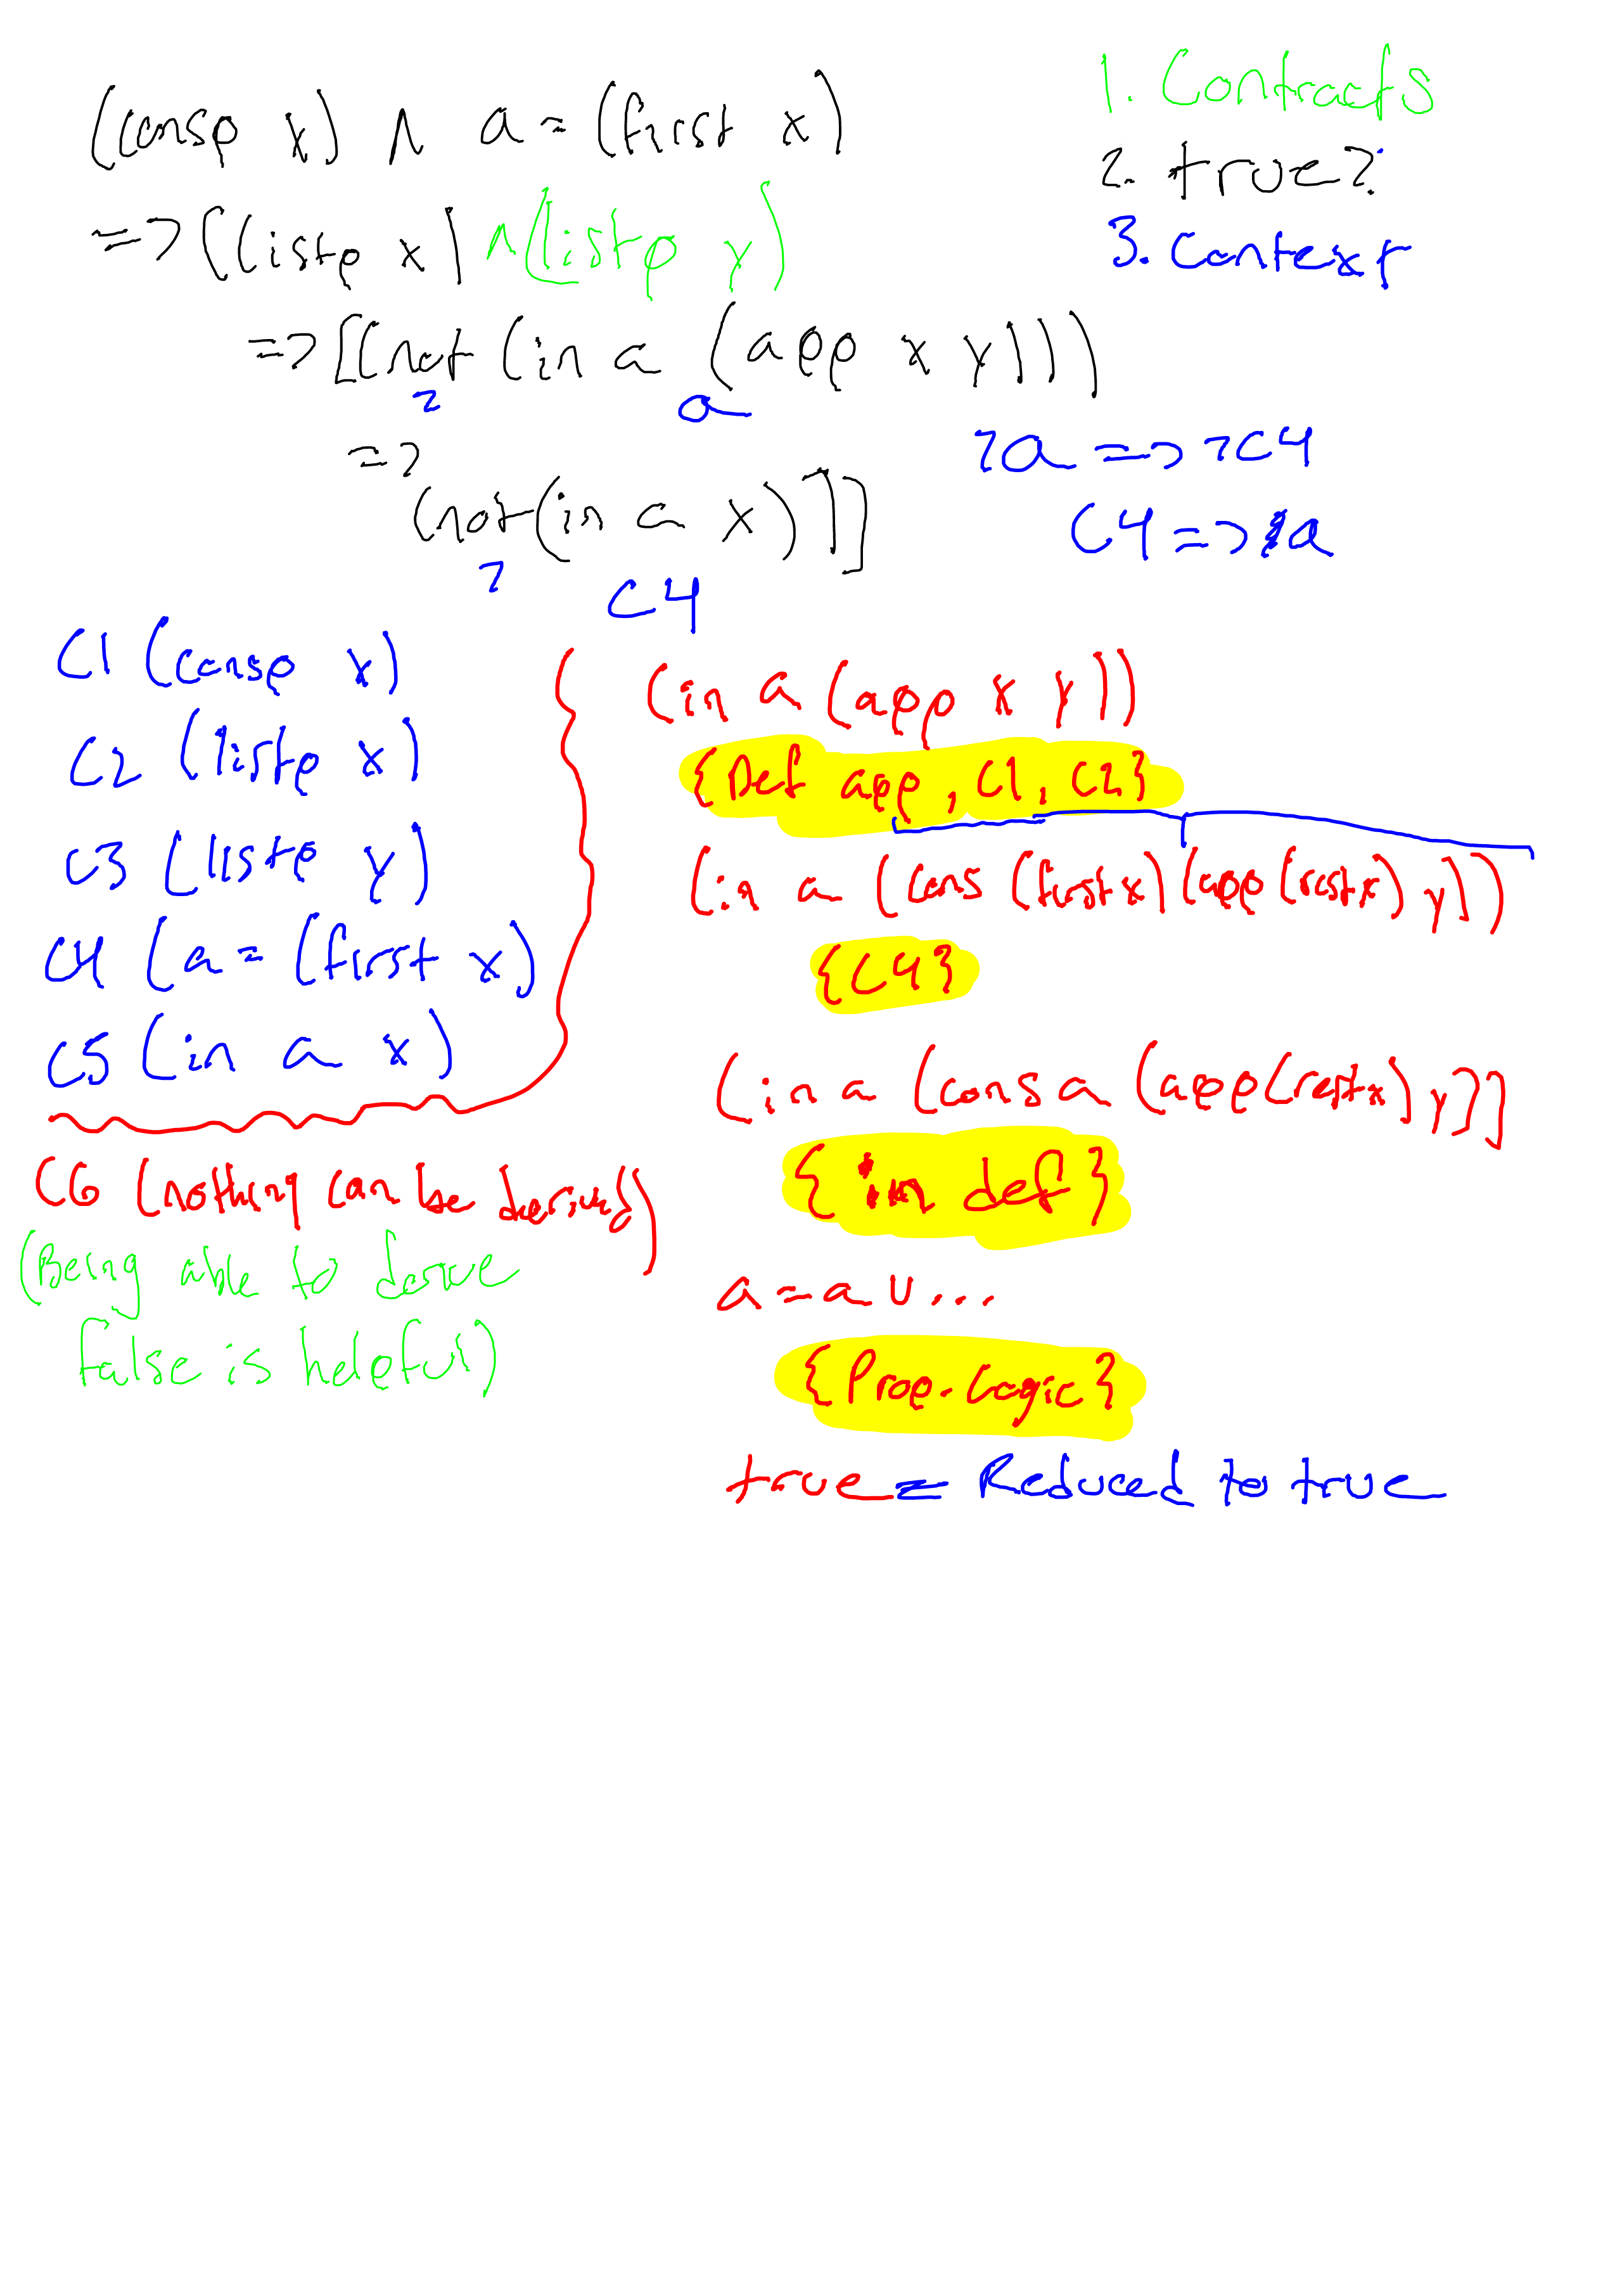 (consp x) ∧ a = (first x)
=> [(listp x) ∧ (listp y)
=> [(not (in a (app x y)))
¬ a
=>
(not (in a x))]]
¬ C4
1. Contracts
2. true?
3. Context
¬a => ¬C4
C4 => a
C1 (consp x)
C2 (listp x)
C3 (listp y)
C4 (a = (first x)
C5 (in a x)
C6 (nothing can be derived)
(Being able to derive
false is helpful)
(in a (app x y))
{Def app, C1, C2}
(in a (cons (first x) (app (rest x) y)))
{C4}
(in a (cons a (app (rest x) y)))
{in def}
a = a ∪ ...
{Prop. Logic}
true = Reduced to true